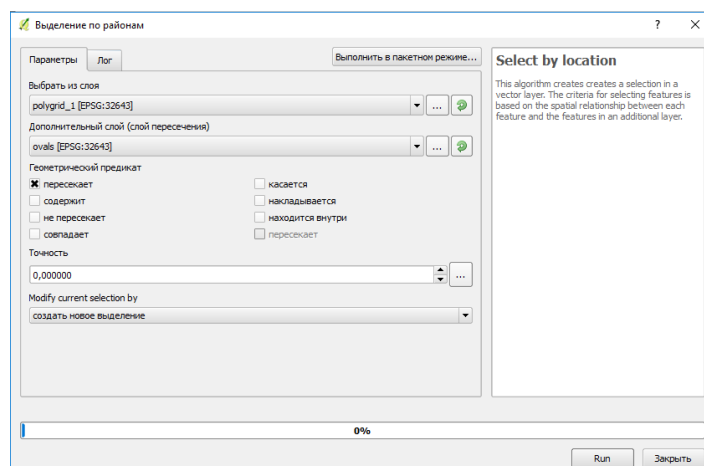 Выделение по районам
?
Параметры
Лог
Выполнить в пакетном режиме...
Выбрать из слоя
polygrid_1 [EPSG:32643]
...
Дополнительный слой (слой пересечения)
ovals [EPSG:32643]
...
Геометрический предикат
пересекает
касается
содержит
накладывается
не пересекает
находится внутри
совпадает
пересекает
Точность
0,000000
...
Modify current selection by
создать новое выделение
Select by location
This algorithm creates creates a selection in a
vector layer. The criteria for selecting features is
based on the spatial relationship between each
feature and the features in an additional layer.
0%
Run
Закрыть